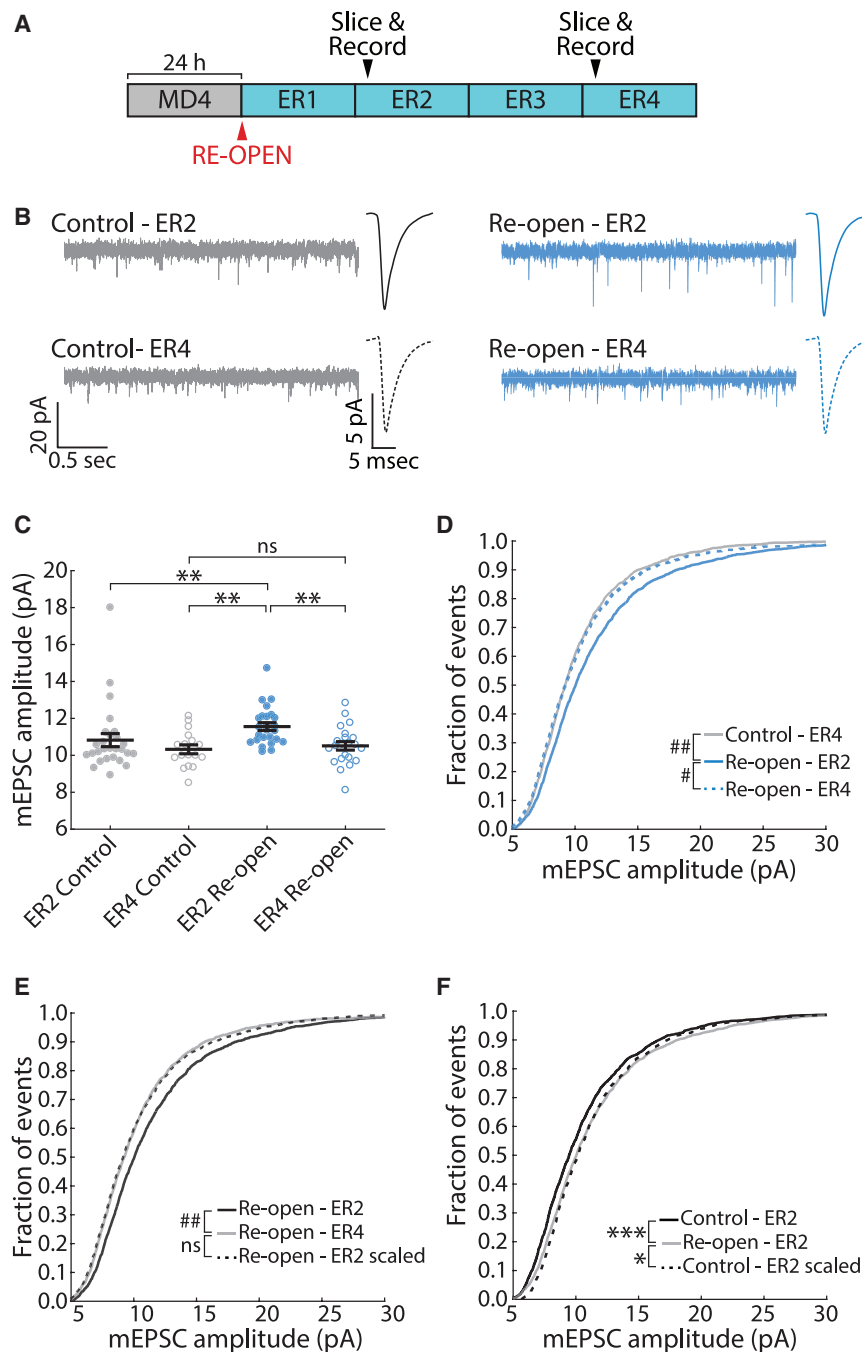 A
Slice &
Record
Slice &
Record
24 h
MD4 ER1 ER2 ER3 ER4
RE-OPEN
B
Control - ER2
Re-open - ER2
Control- ER4
Re-open - ER4
20 pA
0.5 sec
5 pA
5 msec
C
ns
**
** **
mEPSC amplitude (pA)
20
18
16
14
12
10
8
6
ER2 Control
ER4 Control
ER2 Re-open
ER4 Re-open
D
Fraction of events
1.0
0.9
0.8
0.7
0.6
0.5
0.4
0.3
0.2
0.1
0.0
## Control - ER4
Re-open - ER2
# Re-open - ER4
5 10 15 20 25 30
mEPSC amplitude (pA)
E
Fraction of events
1.0
0.9
0.8
0.7
0.6
0.5
0.4
0.3
0.2
0.1
0.0
Re-open - ER2
##
Re-open - ER4
ns
Re-open - ER2 scaled
5 10 15 20 25 30
mEPSC amplitude (pA)
F
Fraction of events
1.0
0.9
0.8
0.7
0.6
0.5
0.4
0.3
0.2
0.1
0.0
Control - ER2
***
Re-open - ER2
*
Control - ER2 scaled
5 10 15 20 25 30
mEPSC amplitude (pA)